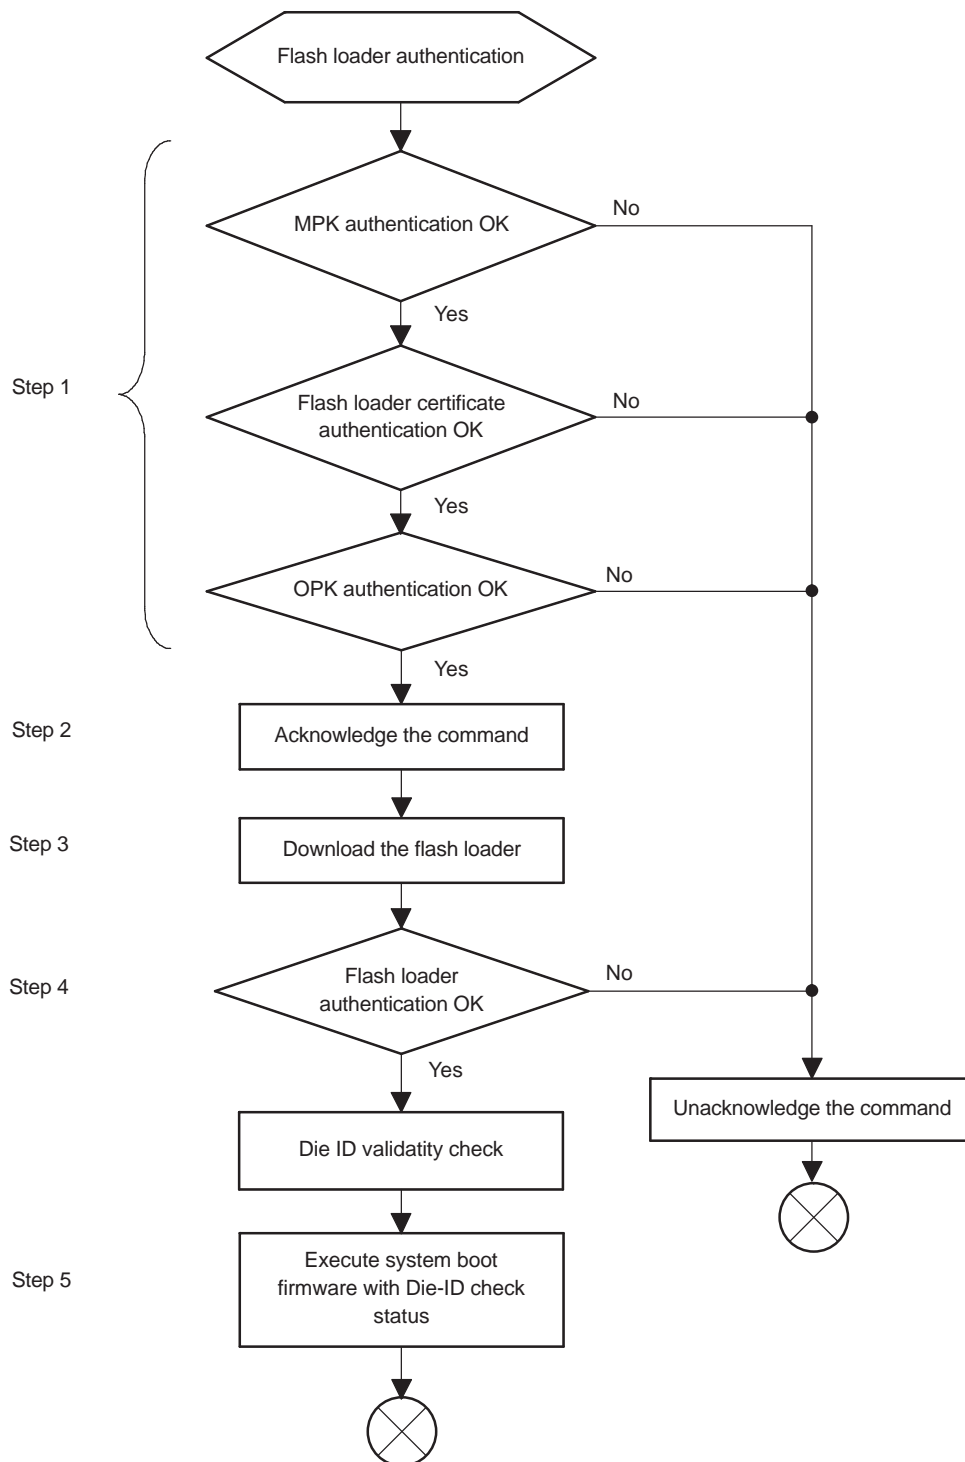 Flash loader authentication
MPK authentication OK
No
Yes
Step 1
Flash loader certificate
authentication OK
No
Yes
OPK authentication OK
No
Yes
Step 2
Acknowledge the command
Step 3
Download the flash loader
Step 4
Flash loader
authentication OK
No
Yes
Unacknowledge the command
Die ID validatity check
Step 5
Execute system boot
firmware with Die-ID check
status